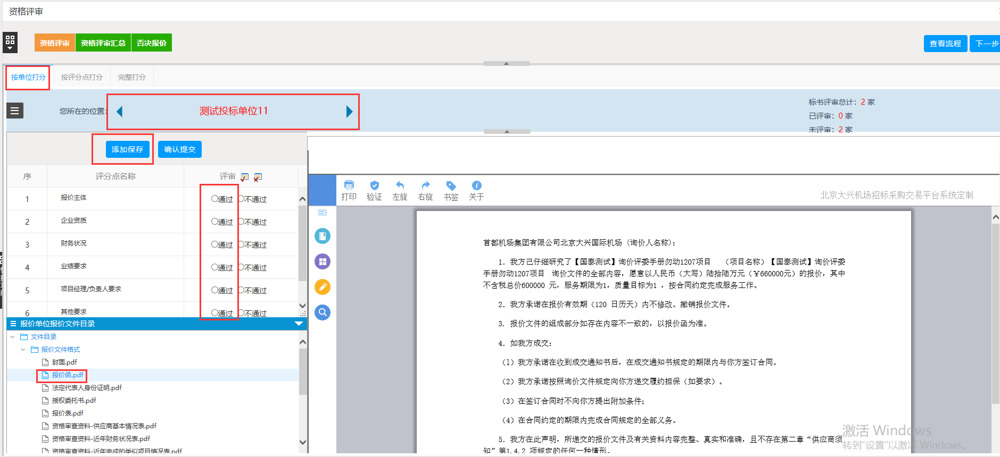 资格评审
资格评审 资格评审汇总 否决报价
查看流程 下一步
按单位打分 按评分点打分 完整打分
您所在的位置: 测试投标单位11
标书评审总计: 2 家
已评审: 0 家
未评审: 2 家
添加保存 确认提交
序 评分点名称 评审
1 报价主体 通过 不通过
2 企业资质 通过 不通过
3 财务状况 通过 不通过
4 业绩要求 通过 不通过
5 项目经理/负责人要求 通过 不通过
6 其他要求 通过 不通过
报价单位报价文件目录
文件目录
报价文件格式
封面.pdf
报价函.pdf
法定代表人身份证明.pdf
授权委托书.pdf
报价表.pdf
资格审查资料-供应商基本情况表.pdf
资格审查资料-近年财务状况表.pdf
资格审查资料-近年完成的类似项目情况表.pdf
打印 验证 左旋 右旋 书签 关于
北京大兴机场招标采购交易平台系统定制
首都机场集团有限公司北京大兴国际机场 (询价人名称):
1. 我方已仔细研究了【国泰测试】询价评委手册勿动1207项目 (项目名称)【国泰测试】询价评委
手册勿动1207项目 询价文件的全部内容, 愿意以人民币 (大写) 陆拾陆万元 (¥660000元) 的报价, 其中
不含税总价600000 元, 服务期限为1, 质量目标为1 , 按合同约定完成服务工作。
2. 我方承诺在报价有效期 (120 日历天) 内不修改、撤销报价文件。
3. 报价文件的组成部分如存在内容不一致的, 以报价函为准。
4. 如我方成交:
(1) 我方承诺在收到成交通知书后, 在成交通知书规定的期限内与你方签订合同。
(2) 我方承诺按照询价文件规定向你方递交履约担保 (如要求) 。
(3) 在签订合同时不向你方提出附加条件;
(4) 在合同约定的期限内完成合同规定的全部义务。
5. 我方在此声明, 所递交的报价文件及有关资料内容完整、真实和准确, 且不存在第二章“供应商须
知”第1.4.2 项规定的任何一种情形。
激活 Windows
转到“设置”以激活 Windows。